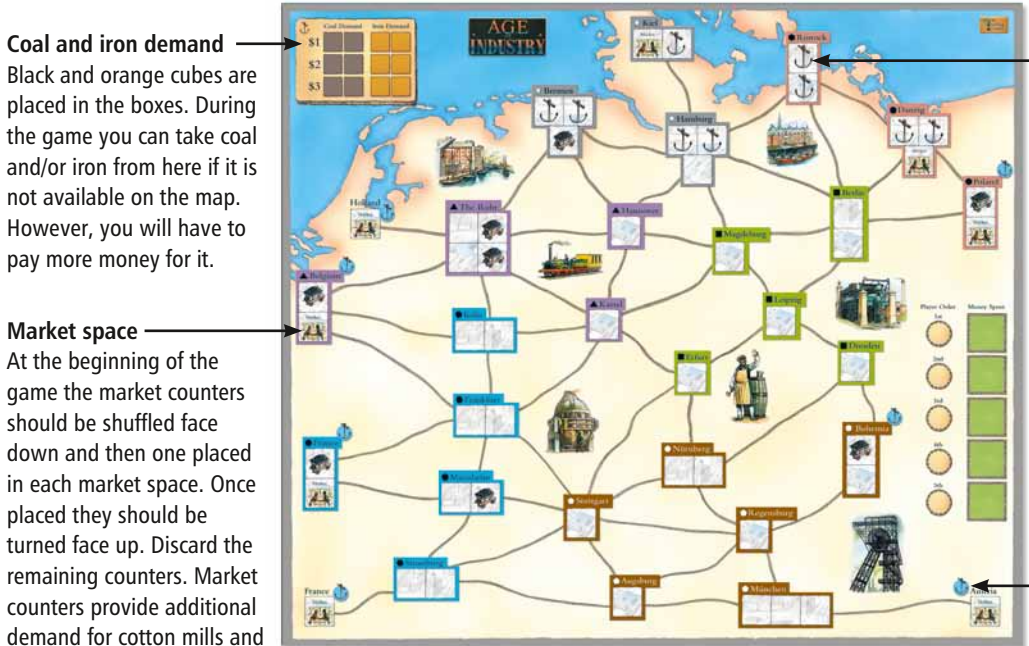 Coal and iron demand
Black and orange cubes are
placed in the boxes. During
the game you can take coal
and/or iron from here if it is
not available on the map.
However, you will have to
pay more money for it.
Market space
At the beginning of the
game the market counters
should be shuffled face
down and then one placed
in each market space. Once
placed they should be
turned face up. Discard the
remaining counters. Market
counters provide additional
demand for cotton mills and
Coal Demand
Iron Demand
$1
$2
$3
AGE
OF
INDUSTRY
Kiel
Rostock
Bremen
Hamburg
Danzig
Holland
The Ruhr
Hannover
Berlin
Poland
Magdeburg
Belgium
Köln
Kassel
Leipzig
Player Order
Money Spent
1st
2nd
3rd
4th
5th
Erfurt
Dresden
Frankfurt
France
Nürnberg
Bohemia
Mannheim
Stuttgart
Regensburg
Strassburg
France
Augsburg
München
Austria